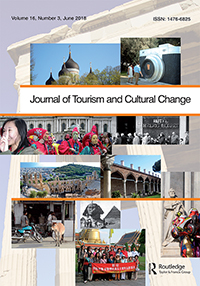 Volume 16, Number 3, June 2018
ISSN: 1476-6825
Journal of Tourism and Cultural Change
Routledge
Taylor & Francis Group